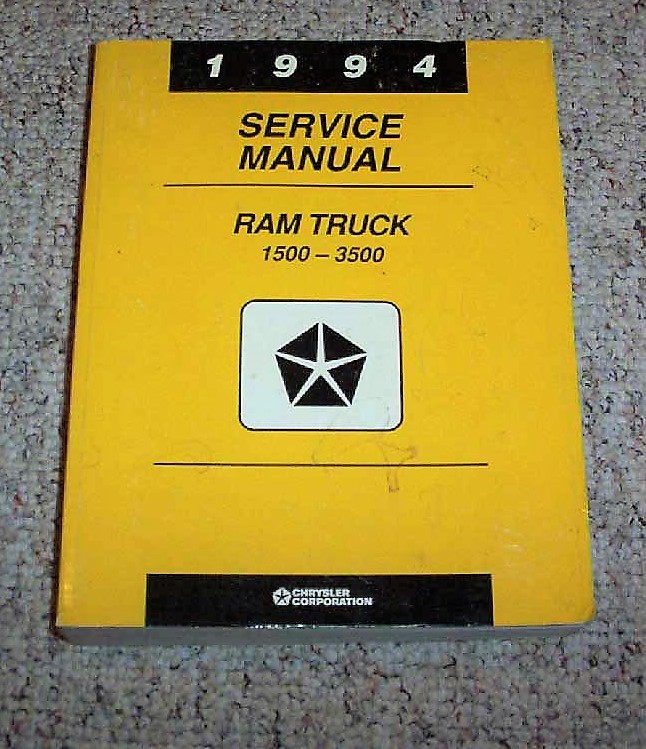 1 9 9 4
SERVICE
MANUAL
RAM TRUCK
1500 – 3500
CHRYSLER
CORPORATION